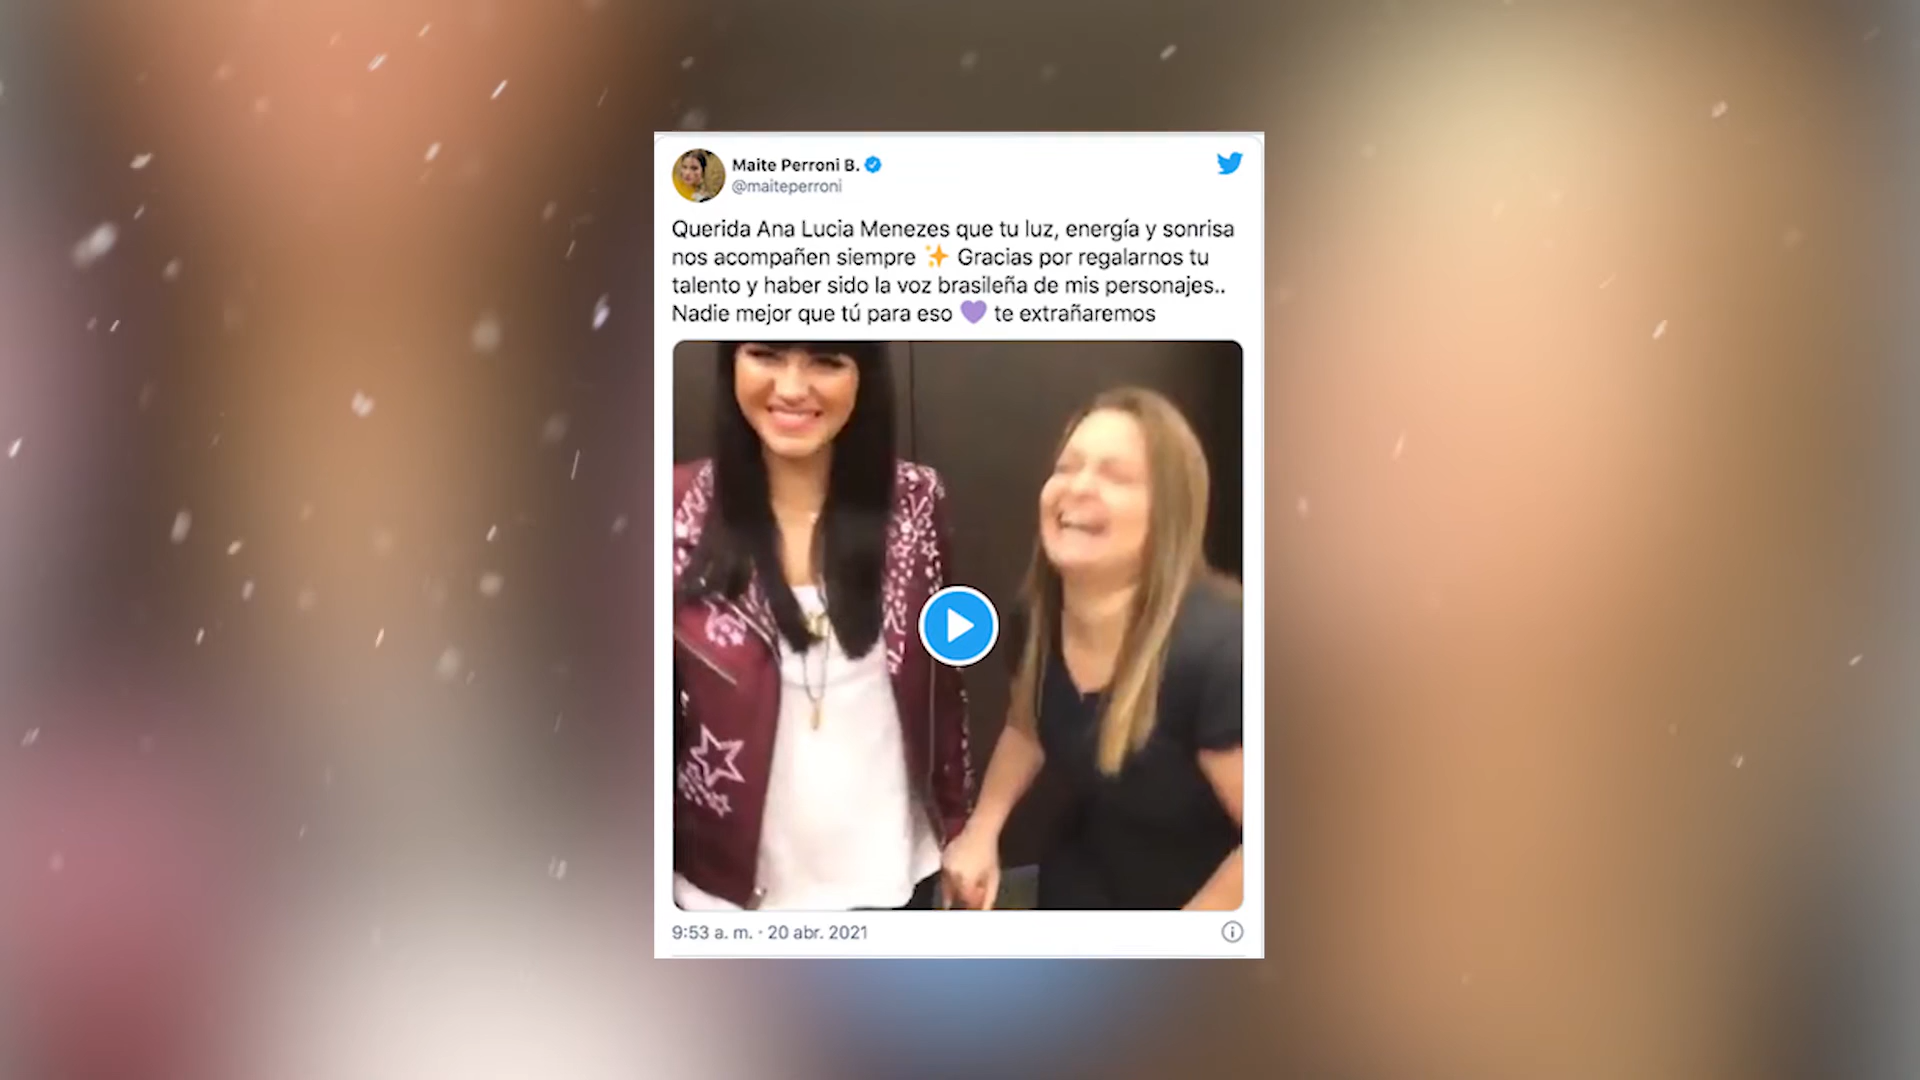 Maite Perroni B.
@maiteperroni
Querida Ana Lucia Menezes que tu luz, energía y sonrisa
nos acompañen siempre ✨ Gracias por regalarnos tu
talento y haber sido la voz brasileña de mis personajes..
Nadie mejor que tú para eso 💜 te extrañaremos
9:53 a. m. · 20 abr. 2021